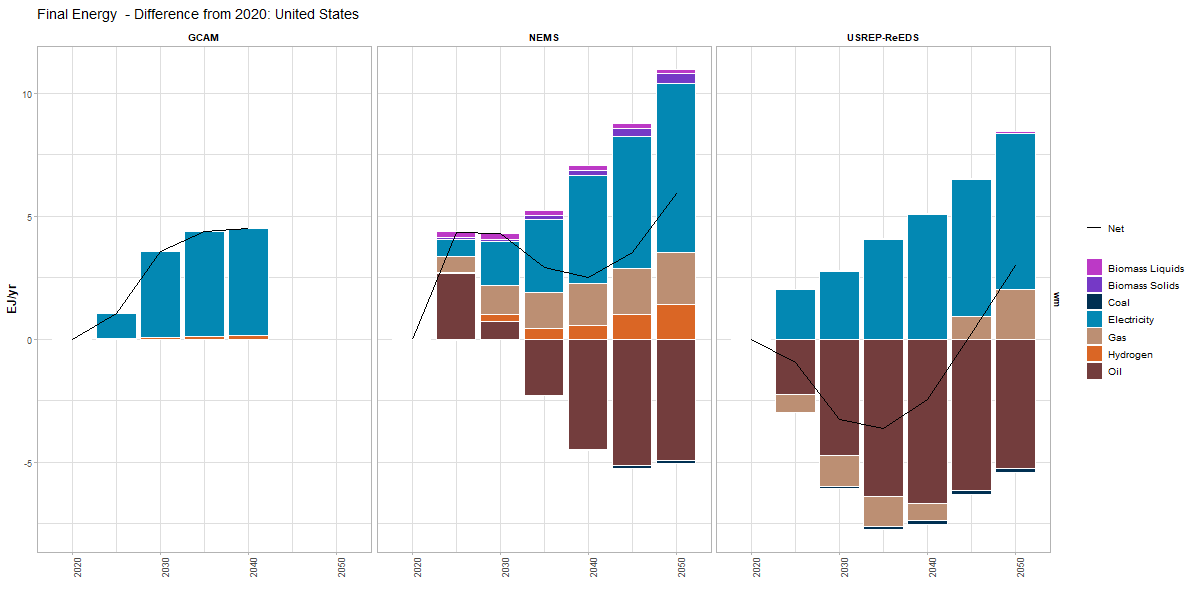 Final Energy  - Difference from 2020: United States
GCAM
NEMS
USREP-ReEDS
EJ/yr
10
5
0
-5
2020
2030
2040
2050
2020
2030
2040
2050
2020
2030
2040
2050
wm
Net
Biomass Liquids
Biomass Solids
Coal
Electricity
Gas
Hydrogen
Oil